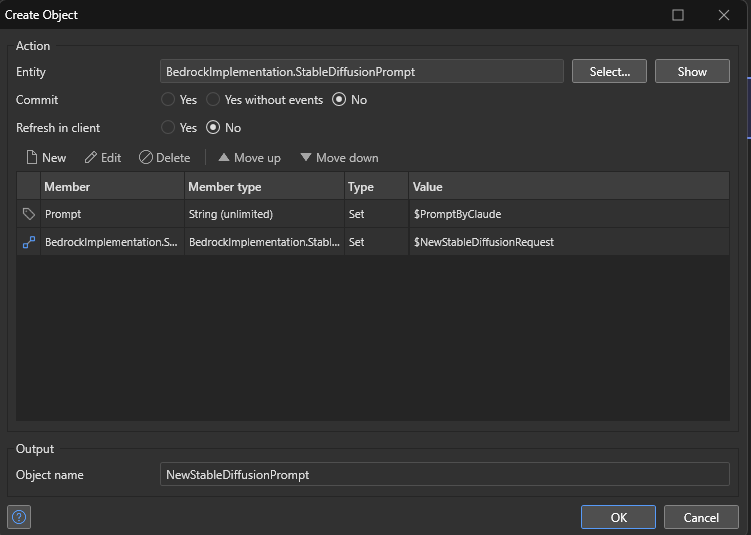 Create Object
Action
Entity BedrockImplementation.StableDiffusionPrompt Select... Show
Commit Yes Yes without events No
Refresh in client Yes No
New Edit Delete Move up Move down
Member Member type Type Value
Prompt String (unlimited) Set $PromptByClaude
BedrockImplementation.S... BedrockImplementation.Stabl... Set $NewStableDiffusionRequest
Output
Object name NewStableDiffusionPrompt
? OK Cancel